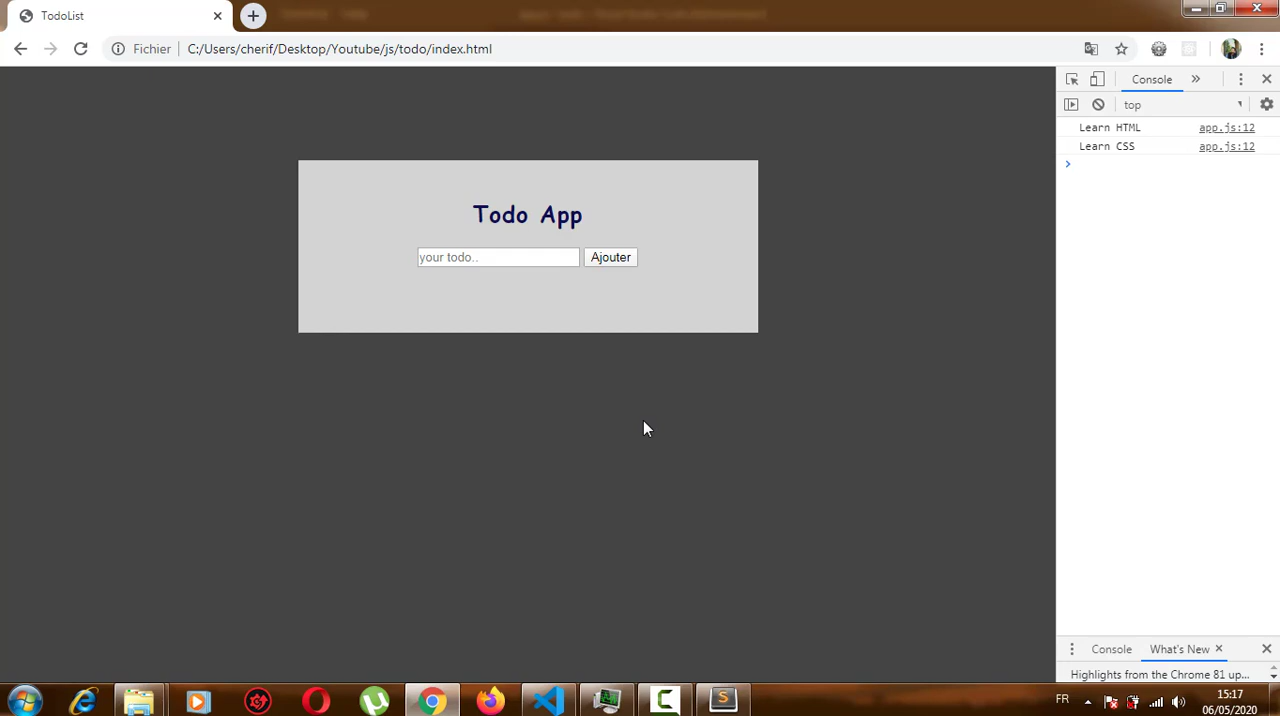 TodoList
Fichier C:/Users/cherif/Desktop/Youtube/js/todo/index.html
Console
top
Learn HTML app.js:12
Learn CSS app.js:12
Todo App
your todo.. Ajouter
Console What's New
Highlights from the Chrome 81 up...
FR 15:17
06/05/2020